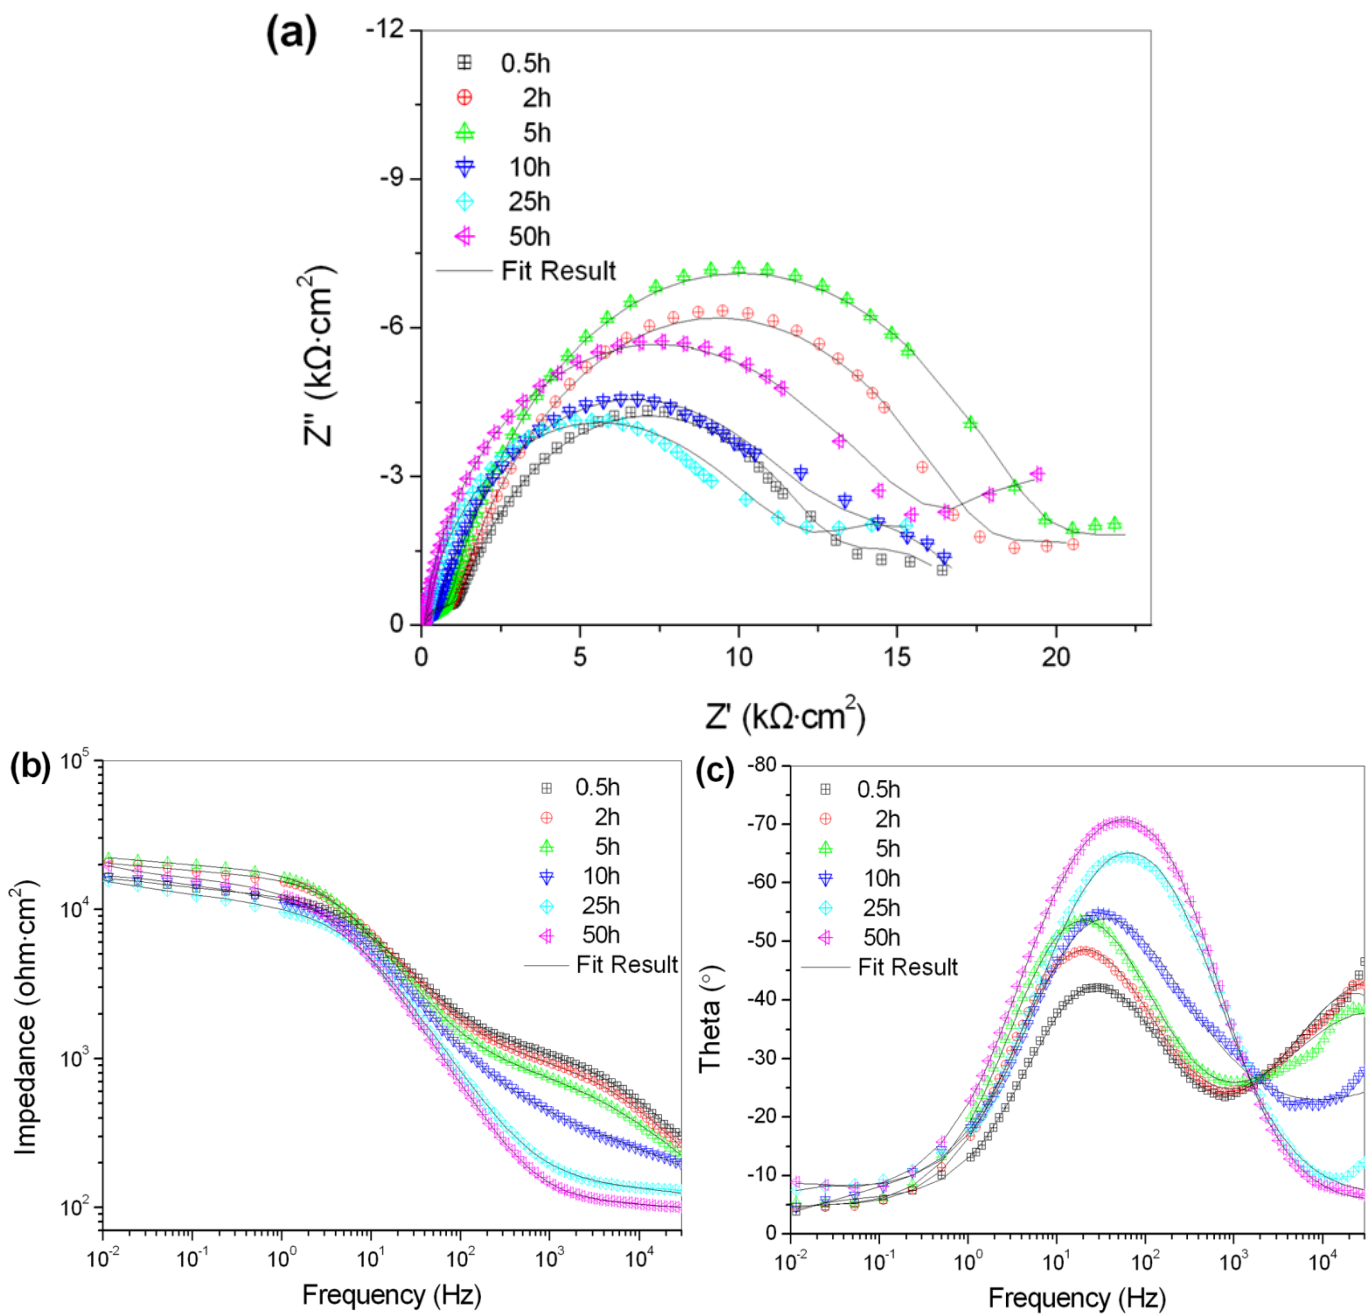 (a)
-12
-9
-6
-3
0
Z'' (kΩ·cm²)
0.5h
2h
5h
10h
25h
50h
Fit Result
0 5 10 15 20
Z' (kΩ·cm²)
(b)
10⁵
10⁴
10³
10²
Impedance (ohm·cm²)
0.5h
2h
5h
10h
25h
50h
Fit Result
10⁻² 10⁻¹ 10⁰ 10¹ 10² 10³ 10⁴
Frequency (Hz)
(c)
-80
-70
-60
-50
-40
-30
-20
-10
0
Theta (°)
0.5h
2h
5h
10h
25h
50h
Fit Result
10⁻² 10⁻¹ 10⁰ 10¹ 10² 10³ 10⁴
Frequency (Hz)